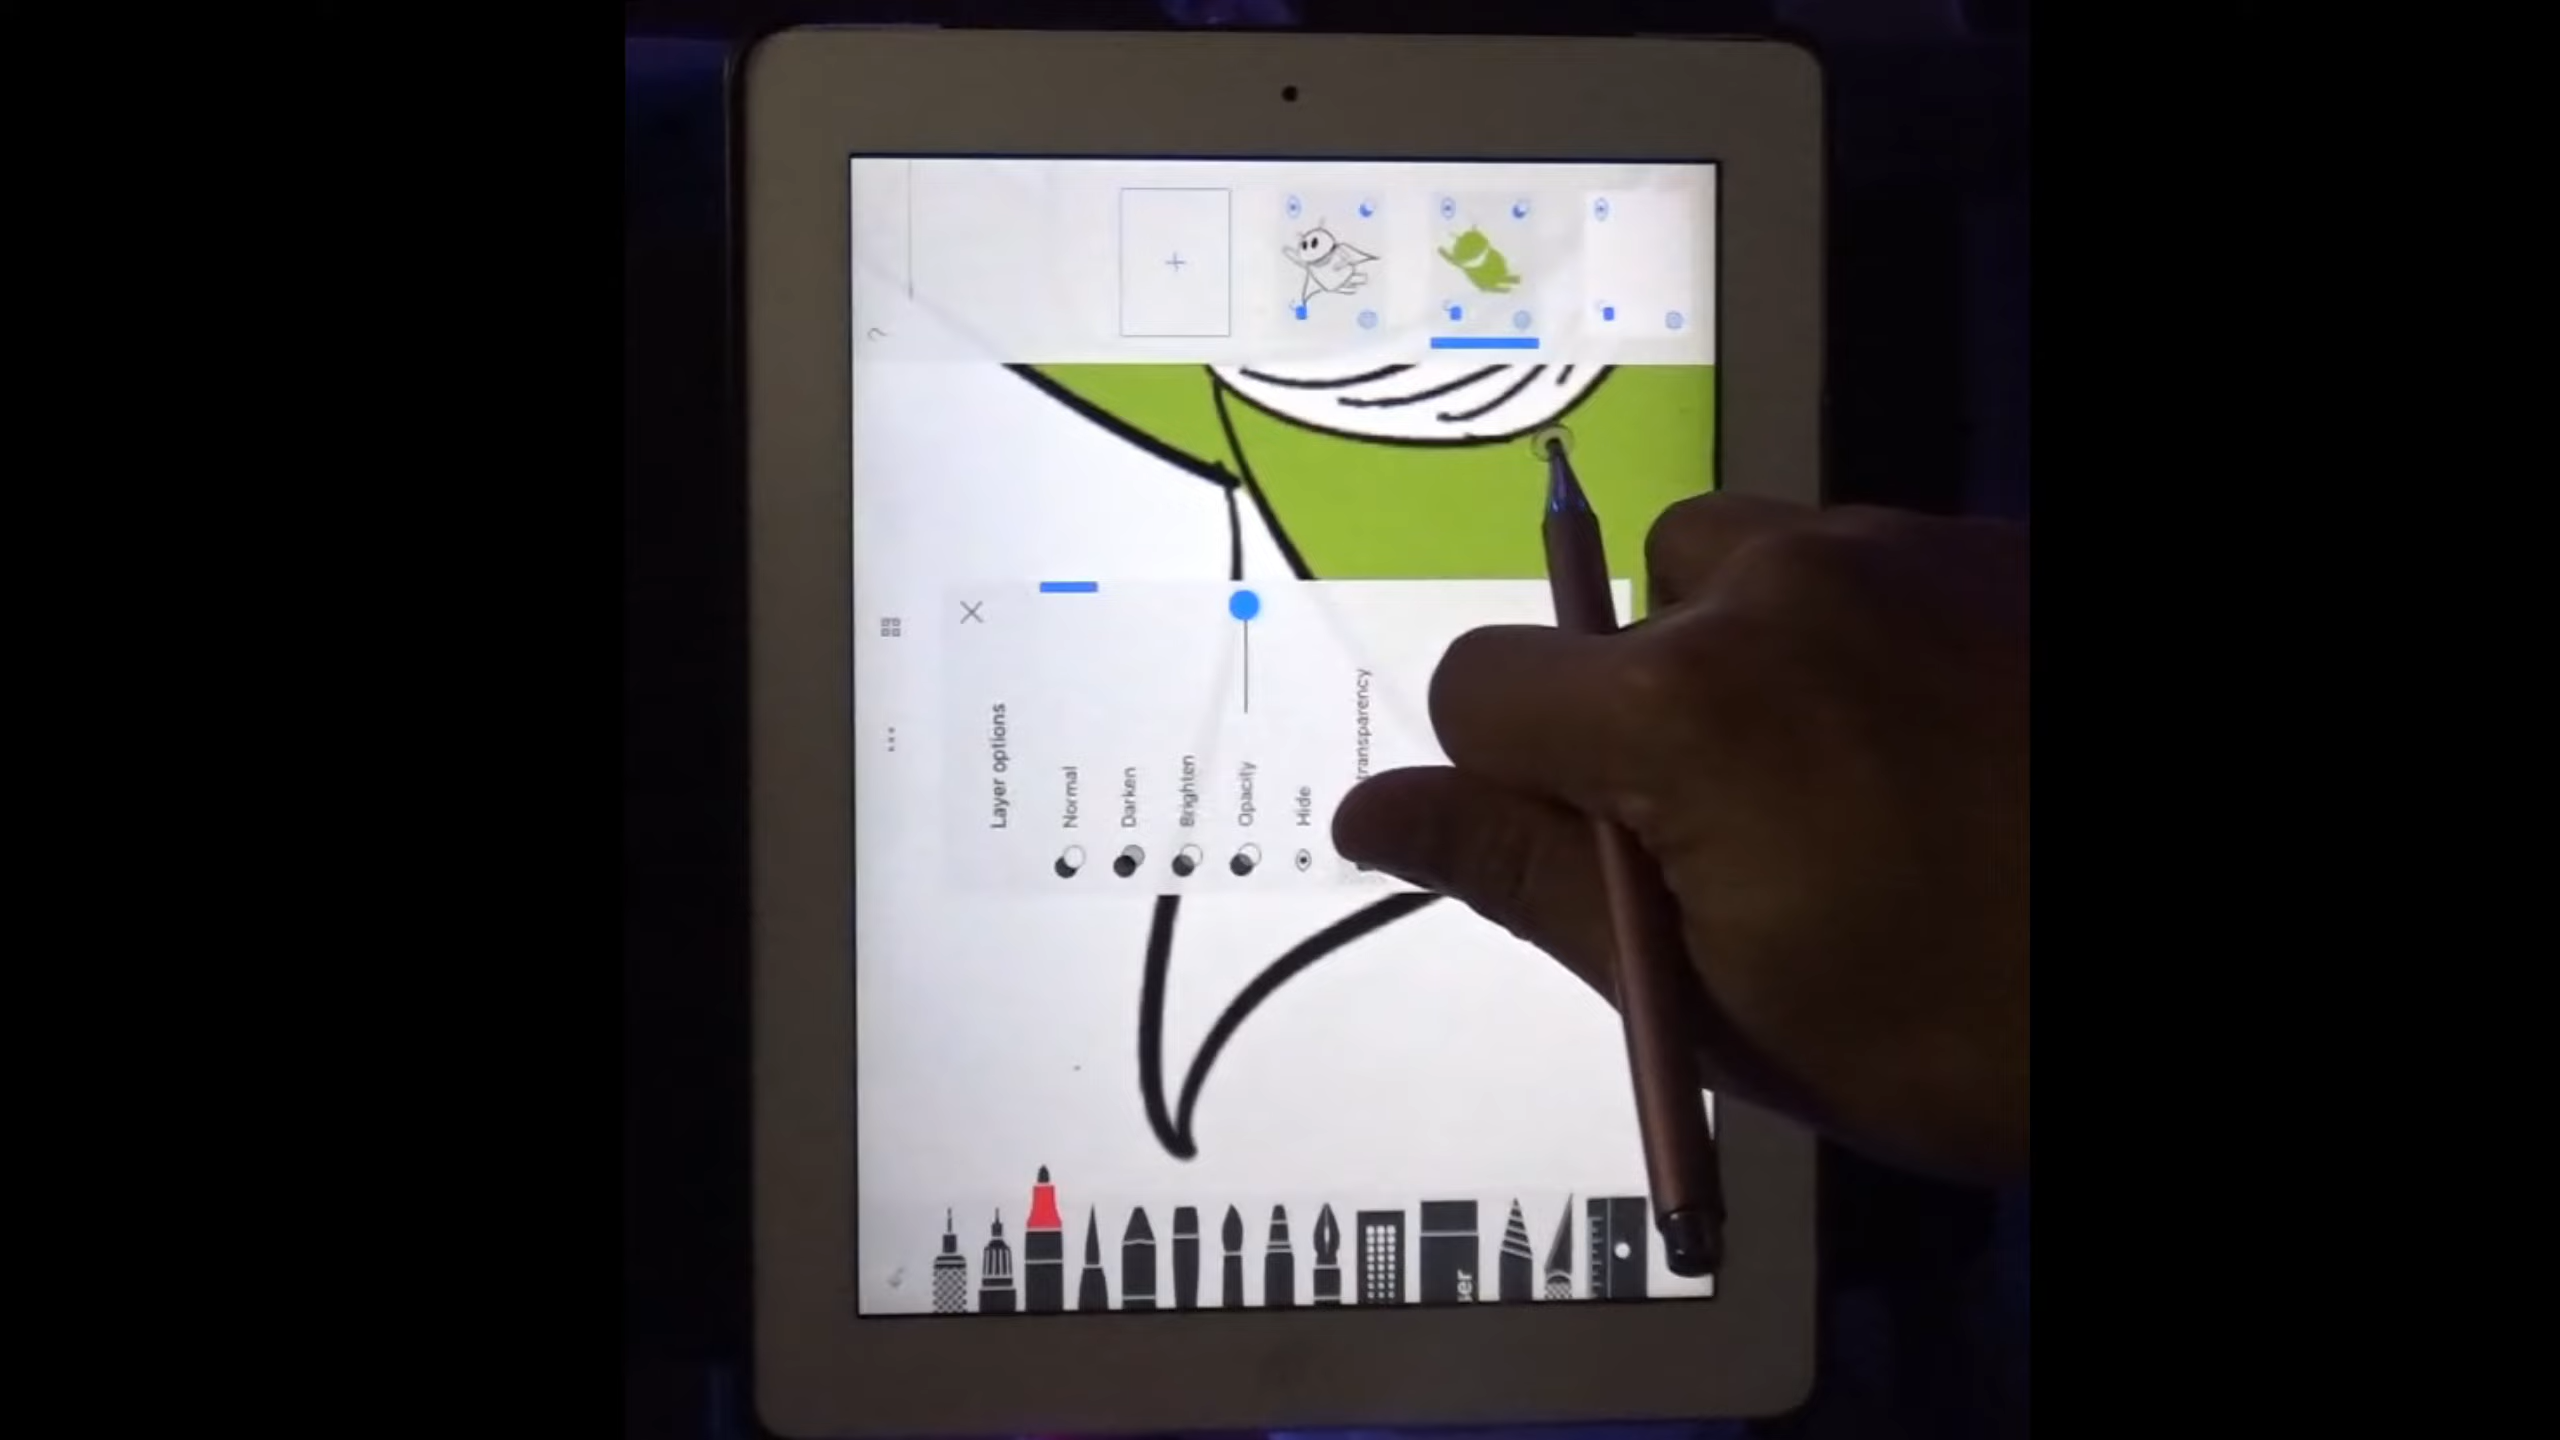 Layer options
Normal
Darken
Brighten
Opacity
Hide
transparency
?